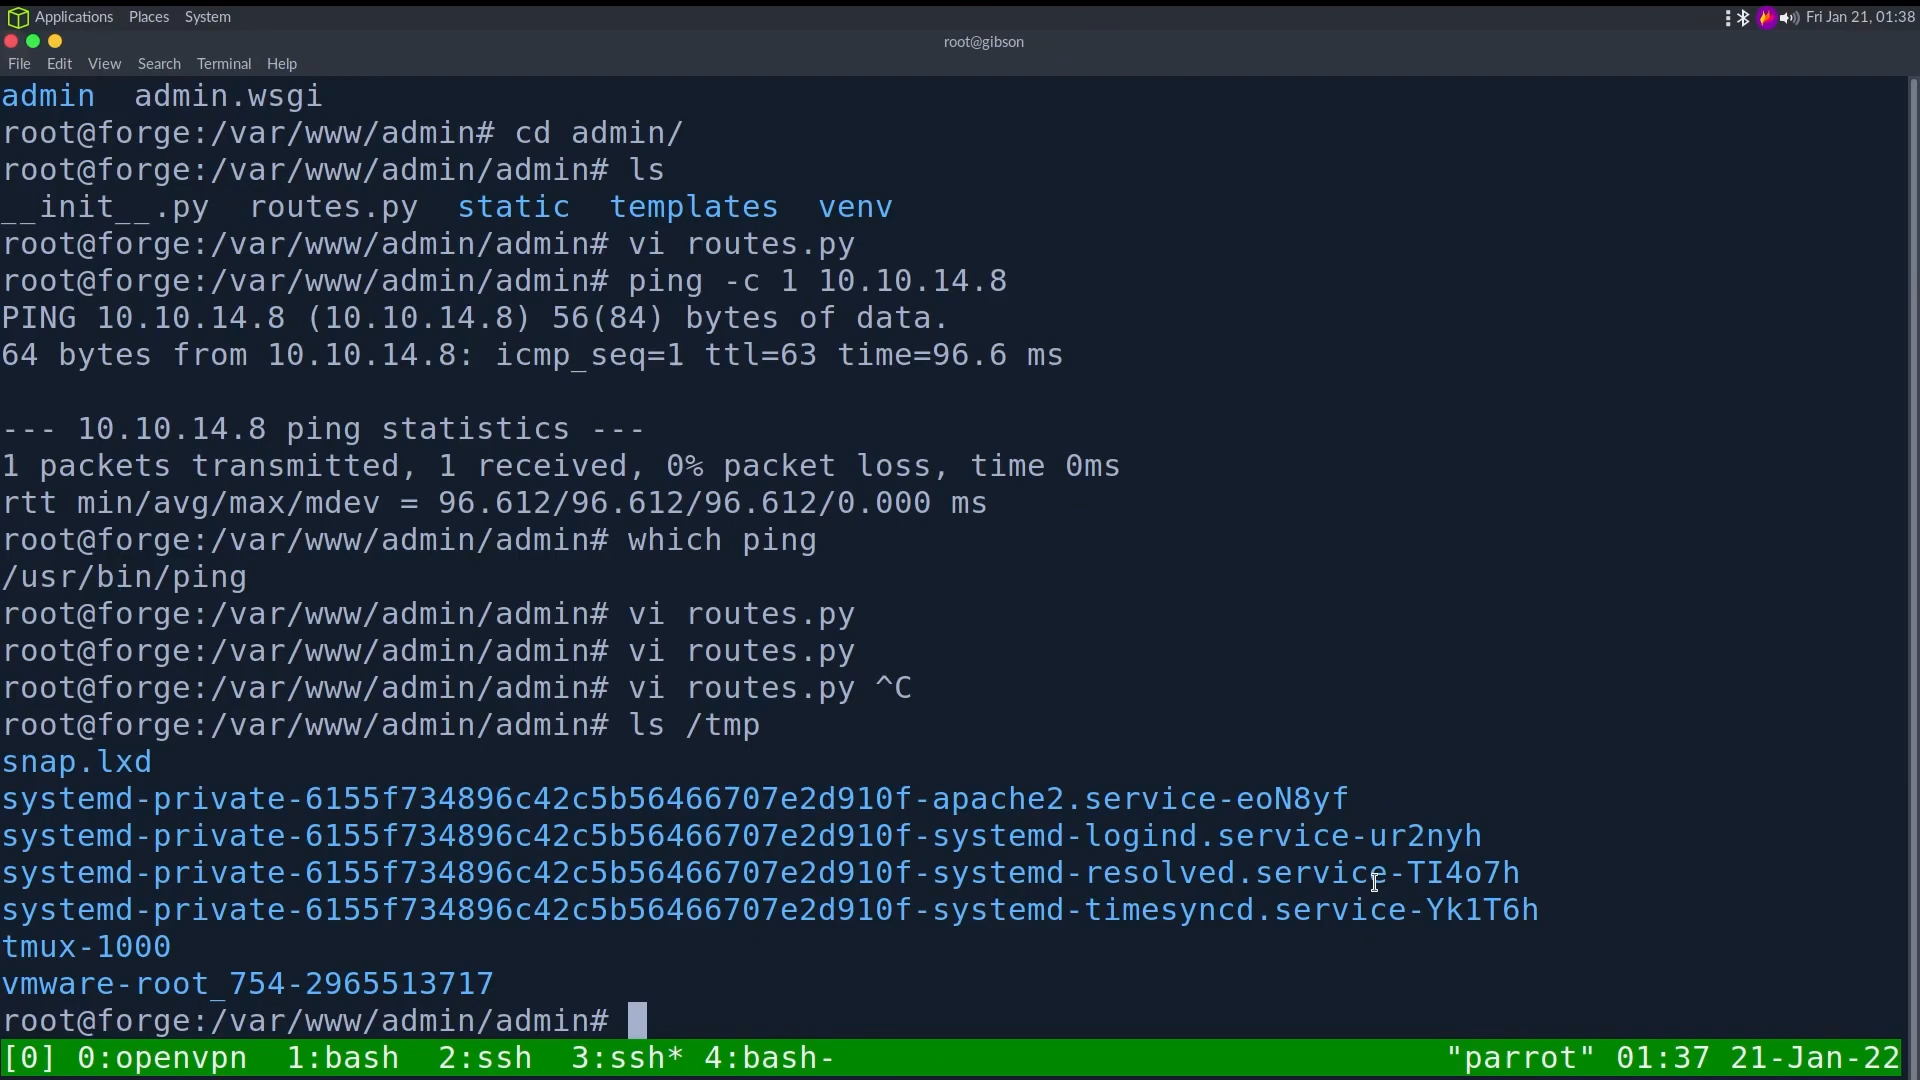 Applications Places System
Fri Jan 21, 01:38
root@gibson
File Edit View Search Terminal Help
admin  admin.wsgi
root@forge:/var/www/admin# cd admin/
root@forge:/var/www/admin/admin# ls
__init__.py  routes.py  static  templates  venv
root@forge:/var/www/admin/admin# vi routes.py
root@forge:/var/www/admin/admin# ping -c 1 10.10.14.8
PING 10.10.14.8 (10.10.14.8) 56(84) bytes of data.
64 bytes from 10.10.14.8: icmp_seq=1 ttl=63 time=96.6 ms
--- 10.10.14.8 ping statistics ---
1 packets transmitted, 1 received, 0% packet loss, time 0ms
rtt min/avg/max/mdev = 96.612/96.612/96.612/0.000 ms
root@forge:/var/www/admin/admin# which ping
/usr/bin/ping
root@forge:/var/www/admin/admin# vi routes.py
root@forge:/var/www/admin/admin# vi routes.py
root@forge:/var/www/admin/admin# vi routes.py ^C
root@forge:/var/www/admin/admin# ls /tmp
snap.lxd
systemd-private-6155f734896c42c5b56466707e2d910f-apache2.service-eoN8yf
systemd-private-6155f734896c42c5b56466707e2d910f-systemd-logind.service-ur2nyh
systemd-private-6155f734896c42c5b56466707e2d910f-systemd-resolved.service-TI4o7h
systemd-private-6155f734896c42c5b56466707e2d910f-systemd-timesyncd.service-Yk1T6h
tmux-1000
vmware-root_754-2965513717
root@forge:/var/www/admin/admin#
[0] 0:openvpn  1:bash  2:ssh  3:ssh* 4:bash-  "parrot" 01:37 21-Jan-22